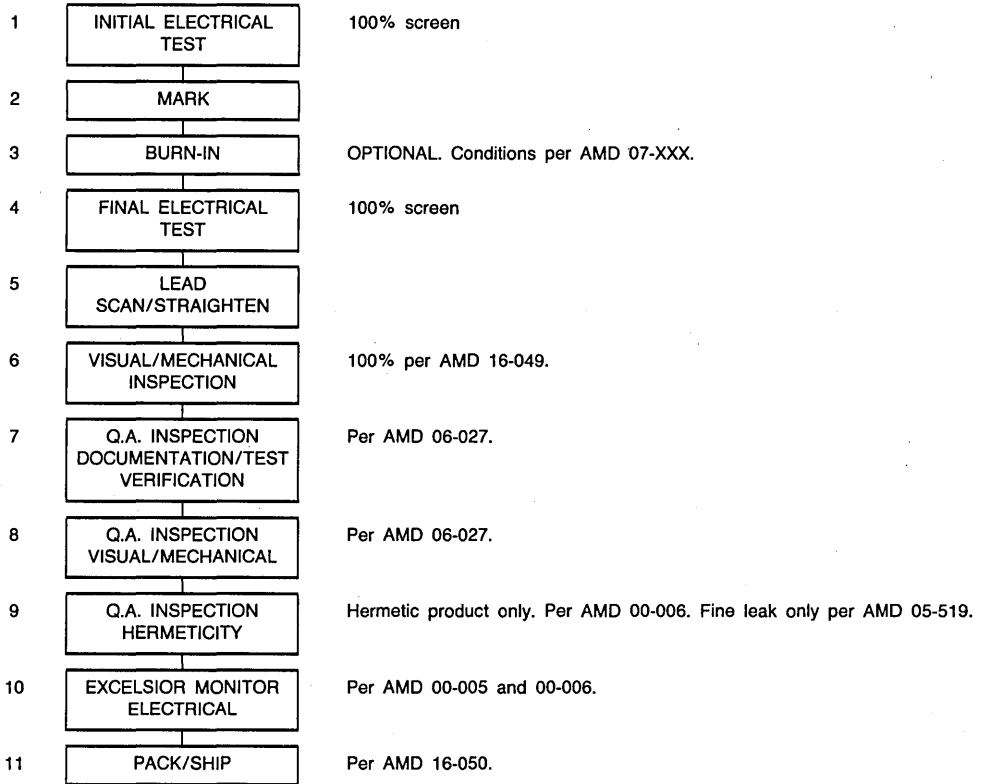 1 INITIAL ELECTRICAL 100% screen
TEST
2 MARK
3 BURN-IN OPTIONAL. Conditions per AMD 07-XXX.
4 FINAL ELECTRICAL 100% screen
TEST
5 LEAD
SCAN/STRAIGHTEN
6 VISUAL/MECHANICAL 100% per AMD 16-049.
INSPECTION
7 Q.A. INSPECTION Per AMD 06-027.
DOCUMENTATION/TEST
VERIFICATION
8 Q.A. INSPECTION Per AMD 06-027.
VISUAL/MECHANICAL
9 Q.A. INSPECTION Hermetic product only. Per AMD 00-006. Fine leak only per AMD 05-519.
HERMETICITY
10 EXCELSIOR MONITOR Per AMD 00-005 and 00-006.
ELECTRICAL
11 PACK/SHIP Per AMD 16-050.